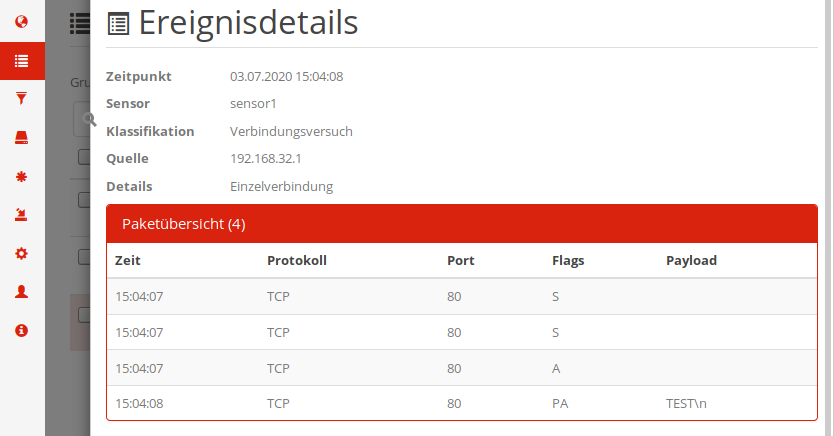 Ereignisdetails
Gru
Zeitpunkt 03.07.2020 15:04:08
Sensor sensor1
Klassifikation Verbindungsversuch
Quelle 192.168.32.1
Details Einzelverbindung
Paketübersicht (4)
Zeit Protokoll Port Flags Payload
15:04:07 TCP 80 S
15:04:07 TCP 80 S
15:04:07 TCP 80 A
15:04:08 TCP 80 PA TEST\n